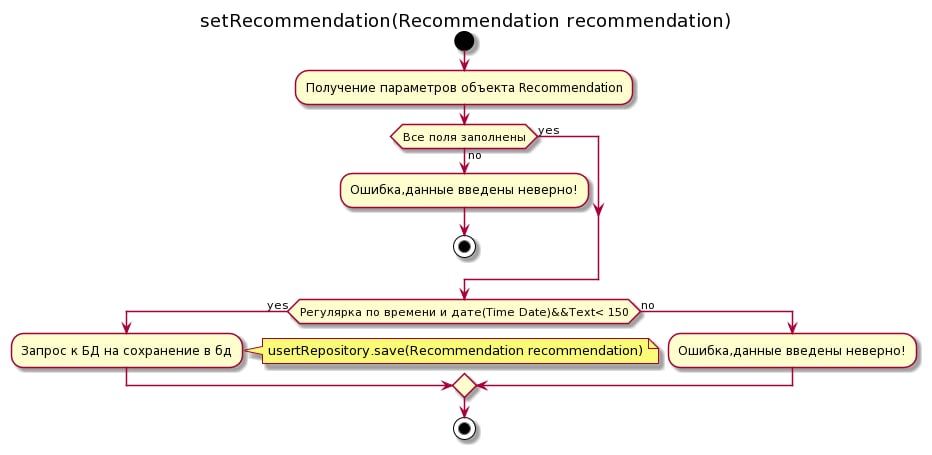 setRecommendation(Recommendation recommendation)
Получение параметров объекта Recommendation
Все поля заполнены
yes
no
Ошибка,данные введены неверно!
yes
Регулярка по времени и дате(Time Date)&&Text< 150
no
Запрос к БД на сохранение в бд
usertRepository.save(Recommendation recommendation)
Ошибка,данные введены неверно!